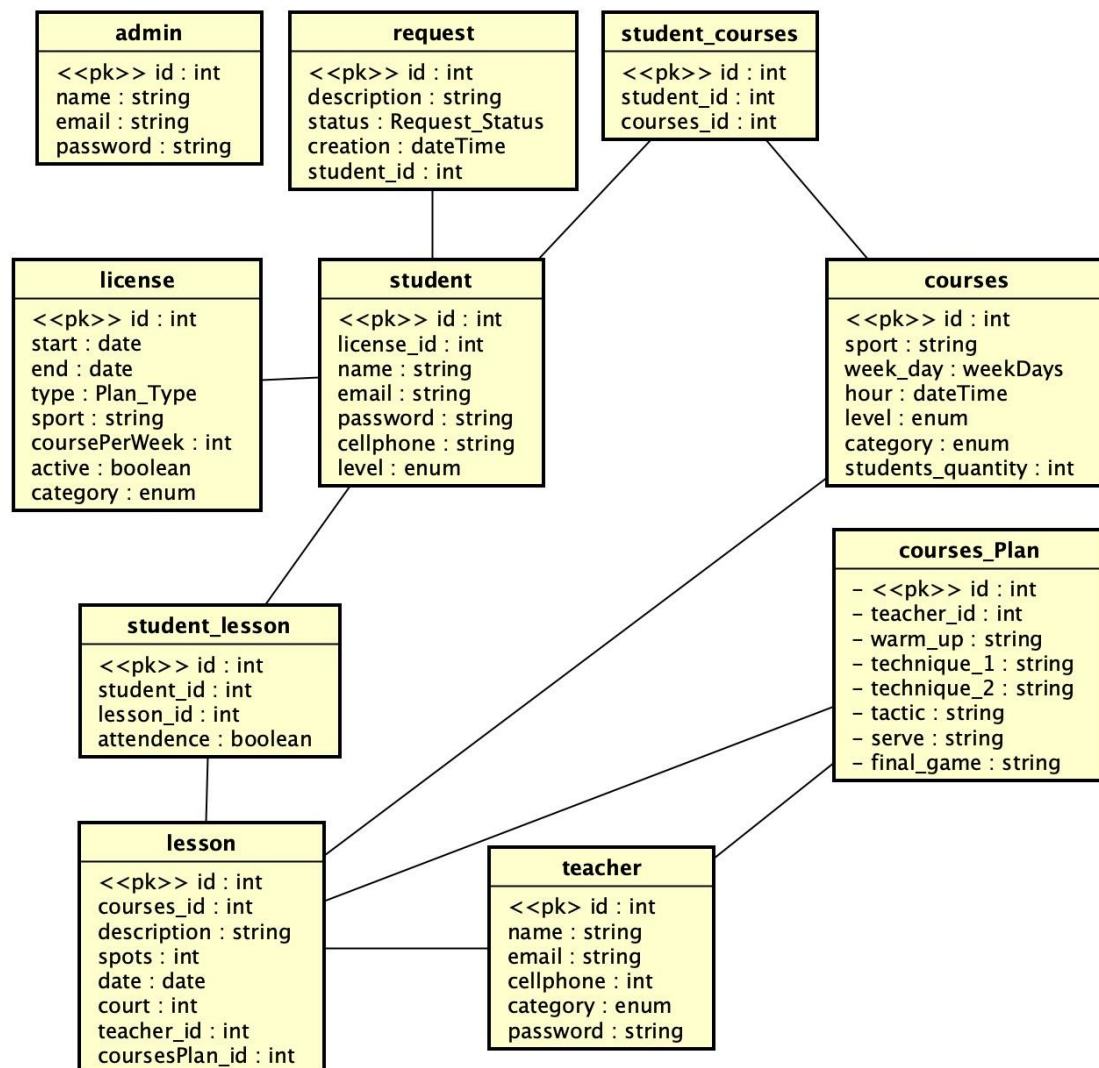 admin
<<pk>> id : int
name : string
email : string
password : string
request
<<pk>> id : int
description : string
status : Request_Status
creation : dateTime
student_id : int
student_courses
<<pk>> id : int
student_id : int
courses_id : int
license
<<pk>> id : int
start : date
end : date
type : Plan_Type
sport : string
coursePerWeek : int
active : boolean
category : enum
student
<<pk>> id : int
license_id : int
name : string
email : string
password : string
cellphone : string
level : enum
courses
<<pk>> id : int
sport : string
week_day : weekDays
hour : dateTime
level : enum
category : enum
students_quantity : int
courses_Plan
– <<pk>> id : int
– teacher_id : int
– warm_up : string
– technique_1 : string
– technique_2 : string
– tactic : string
– serve : string
– final_game : string
student_lesson
<<pk>> id : int
student_id : int
lesson_id : int
attendence : boolean
lesson
<<pk>> id : int
courses_id : int
description : string
spots : int
date : date
court : int
teacher_id : int
coursesPlan_id : int
teacher
<<pk> id : int
name : string
email : string
cellphone : int
category : enum
password : string